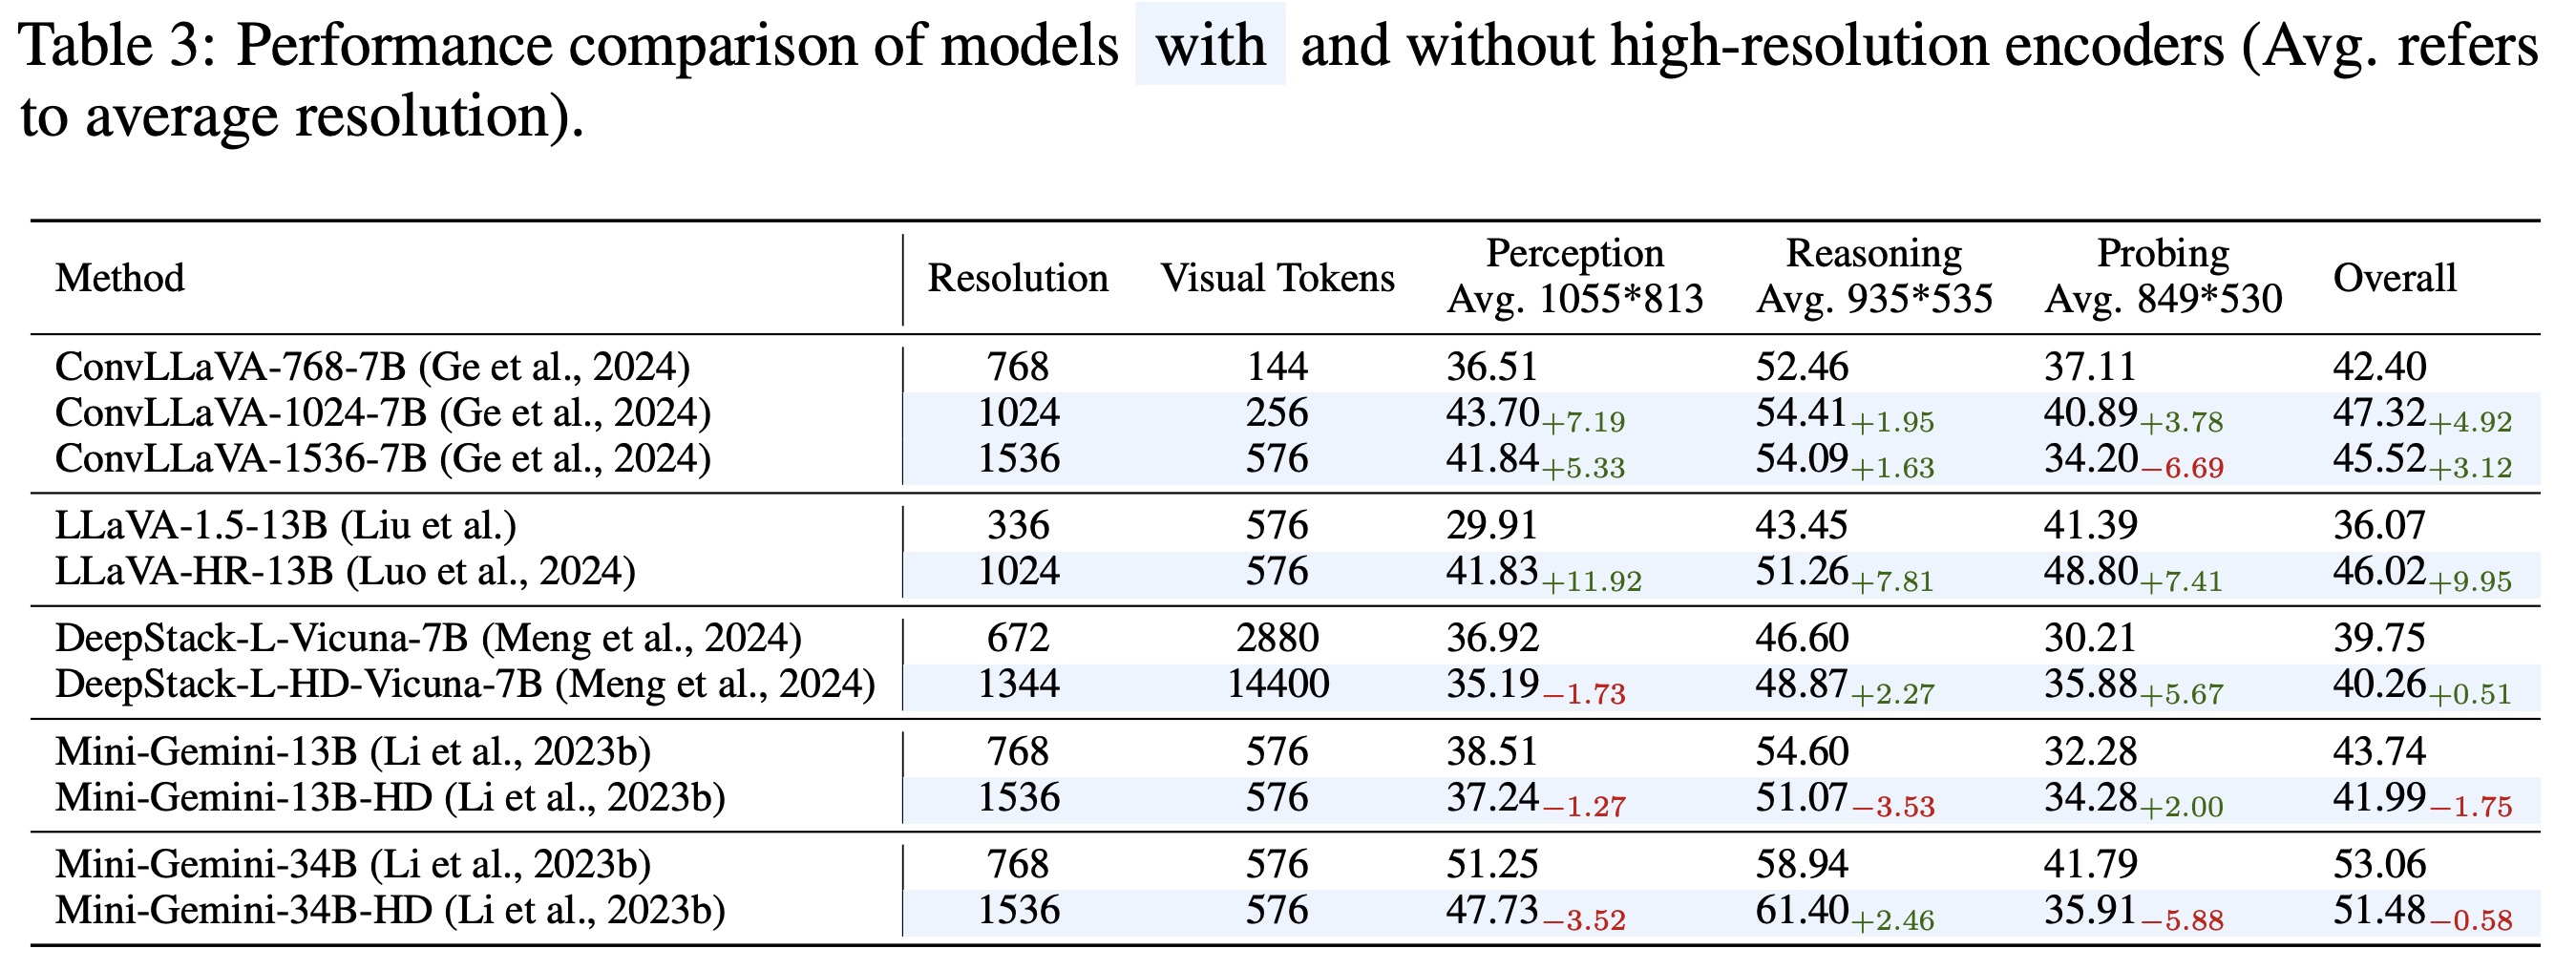 Table 3: Performance comparison of models with and without high-resolution encoders (Avg. refers
to average resolution).
Method Resolution Visual Tokens Perception Avg. 1055*813 Reasoning Avg. 935*535 Probing Avg. 849*530 Overall
ConvLLaVA-768-7B (Ge et al., 2024) 768 144 36.51 52.46 37.11 42.40
ConvLLaVA-1024-7B (Ge et al., 2024) 1024 256 43.70+7.19 54.41+1.95 40.89+3.78 47.32+4.92
ConvLLaVA-1536-7B (Ge et al., 2024) 1536 576 41.84+5.33 54.09+1.63 34.20−6.69 45.52+3.12
LLaVA-1.5-13B (Liu et al.) 336 576 29.91 43.45 41.39 36.07
LLaVA-HR-13B (Luo et al., 2024) 1024 576 41.83+11.92 51.26+7.81 48.80+7.41 46.02+9.95
DeepStack-L-Vicuna-7B (Meng et al., 2024) 672 2880 36.92 46.60 30.21 39.75
DeepStack-L-HD-Vicuna-7B (Meng et al., 2024) 1344 14400 35.19−1.73 48.87+2.27 35.88+5.67 40.26+0.51
Mini-Gemini-13B (Li et al., 2023b) 768 576 38.51 54.60 32.28 43.74
Mini-Gemini-13B-HD (Li et al., 2023b) 1536 576 37.24−1.27 51.07−3.53 34.28+2.00 41.99−1.75
Mini-Gemini-34B (Li et al., 2023b) 768 576 51.25 58.94 41.79 53.06
Mini-Gemini-34B-HD (Li et al., 2023b) 1536 576 47.73−3.52 61.40+2.46 35.91−5.88 51.48−0.58